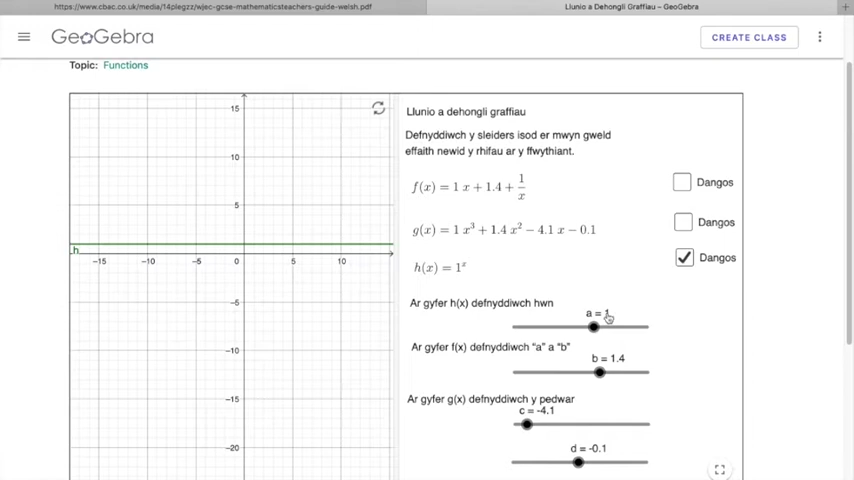 https://www.cbac.co.uk/media/14plegzz/wjec-gcse-mathematicsteachers-guide-welsh.pdf
Llunio a Dehongli Graffiau – GeoGebra
GeoGebra
CREATE CLASS
Topic: Functions
Llunio a dehongli graffiau
Defnyddiwch y sleiders isod er mwyn gweld
effaith newid y rhifau ar y ffwythiant.
f(x) = 1 x + 1.4 + 1/x
Dangos
g(x) = 1 x³ + 1.4 x² − 4.1 x − 0.1
Dangos
h(x) = 1ˣ
Dangos
Ar gyfer h(x) defnyddiwch hwn
a = 1
Ar gyfer f(x) defnyddiwch “a” a “b”
b = 1.4
Ar gyfer g(x) defnyddiwch y pedwar
c = -4.1
d = -0.1
15
10
5
h
−15 −10 −5 0 5 10
−5
−10
−15
−20